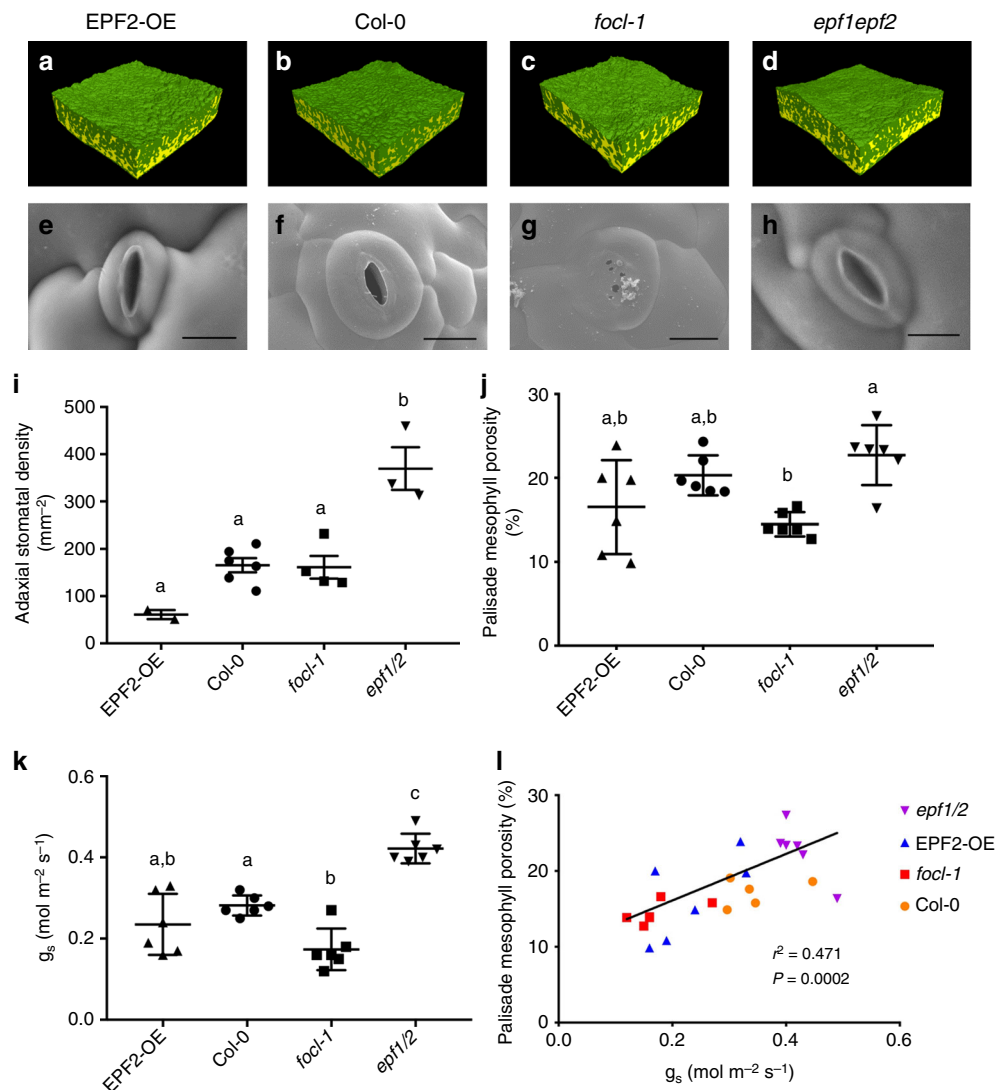 EPF2-OE Col-0 focl-1 epf1epf2
a b c d
e f g h
i
Adaxial stomatal density
(mm⁻²)
500
400
300
200
100
0
a
a
a
b
EPF2-OE Col-0 focl-1 epf1/2
j
Palisade mesophyll porosity
(%)
30
20
10
0
a,b
a,b
b
a
EPF2-OE Col-0 focl-1 epf1/2
k
gₛ (mol m⁻² s⁻¹)
0.6
0.4
0.2
0.0
a,b
a
b
c
EPF2-OE Col-0 focl-1 epf1/2
l
Palisade mesophyll porosity (%)
30
20
10
0
epf1/2
EPF2-OE
focl-1
Col-0
r² = 0.471
P = 0.0002
0.0 0.2 0.4 0.6
gₛ (mol m⁻² s⁻¹)